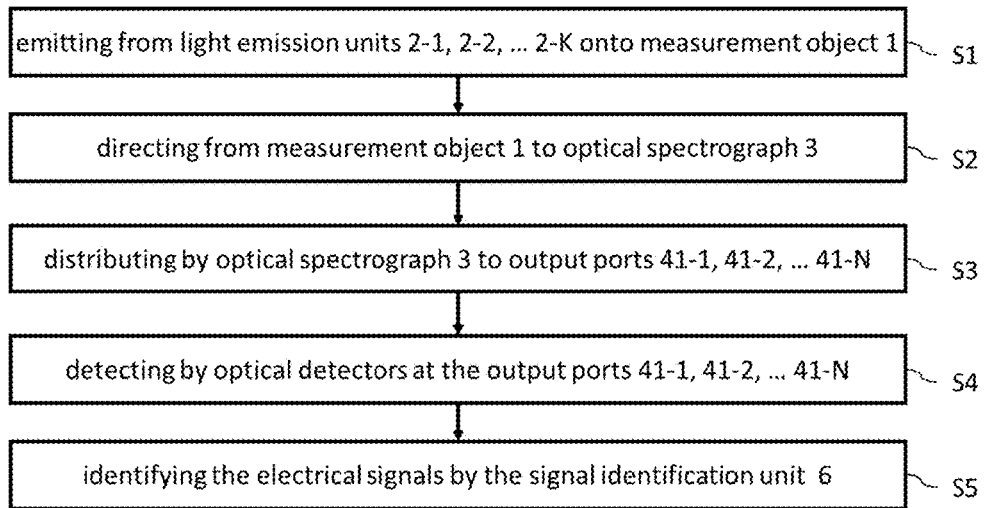 emitting from light emission units 2-1, 2-2, ... 2-K onto measurement object 1
S1
directing from measurement object 1 to optical spectrograph 3
S2
distributing by optical spectrograph 3 to output ports 41-1, 41-2, ... 41-N
S3
detecting by optical detectors at the output ports 41-1, 41-2, ... 41-N
S4
identifying the electrical signals by the signal identification unit 6
S5